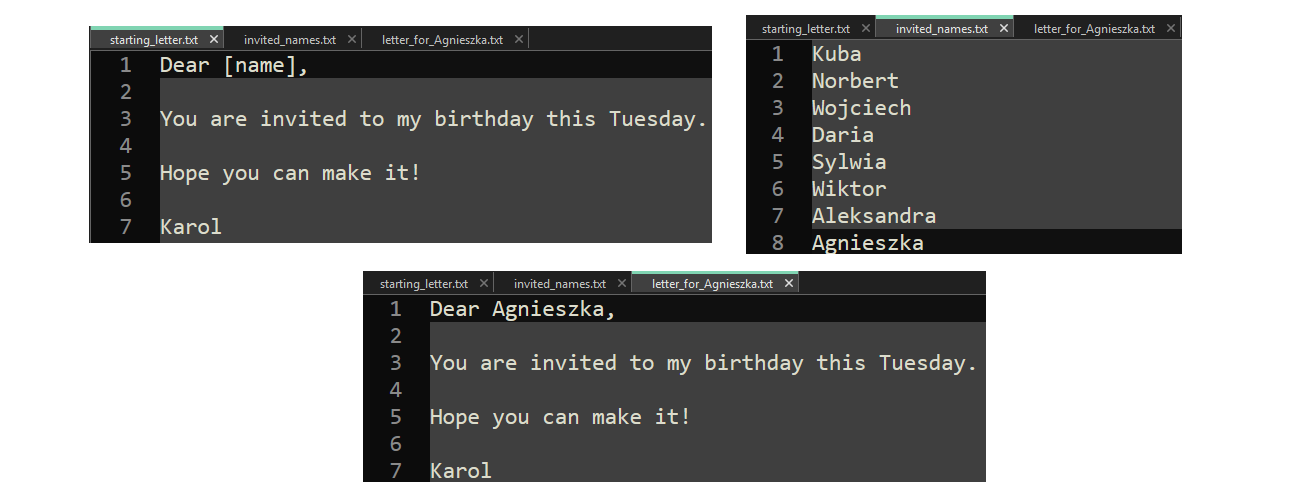 starting_letter.txt × invited_names.txt × letter_for_Agnieszka.txt ×
1 Dear [name],
2
3 You are invited to my birthday this Tuesday.
4
5 Hope you can make it!
6
7 Karol
starting_letter.txt × invited_names.txt × letter_for_Agnieszka.txt ×
1 Kuba
2 Norbert
3 Wojciech
4 Daria
5 Sylwia
6 Wiktor
7 Aleksandra
8 Agnieszka
starting_letter.txt × invited_names.txt × letter_for_Agnieszka.txt ×
1 Dear Agnieszka,
2
3 You are invited to my birthday this Tuesday.
4
5 Hope you can make it!
6
7 Karol